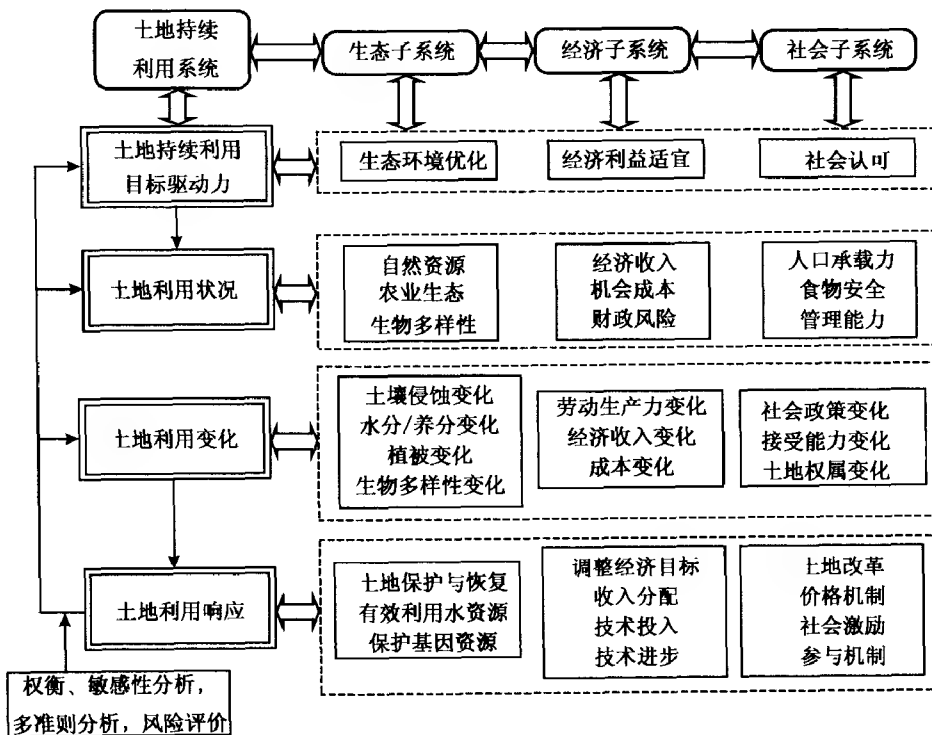 土地持续
利用系统
生态子系统
经济子系统
社会子系统
土地持续利用
目标驱动力
生态环境优化
经济利益适宜
社会认可
土地利用状况
自然资源
农业生态
生物多样性
经济收入
机会成本
财政风险
人口承载力
食物安全
管理能力
土地利用变化
土壤侵蚀变化
水分/养分变化
植被变化
生物多样性变化
劳动生产力变化
经济收入变化
成本变化
社会政策变化
接受能力变化
土地权属变化
土地利用响应
土地保护与恢复
有效利用水资源
保护基因资源
调整经济目标
收入分配
技术投入
技术进步
土地改革
价格机制
社会激励
参与机制
权衡、敏感性分析，
多准则分析，风险评价